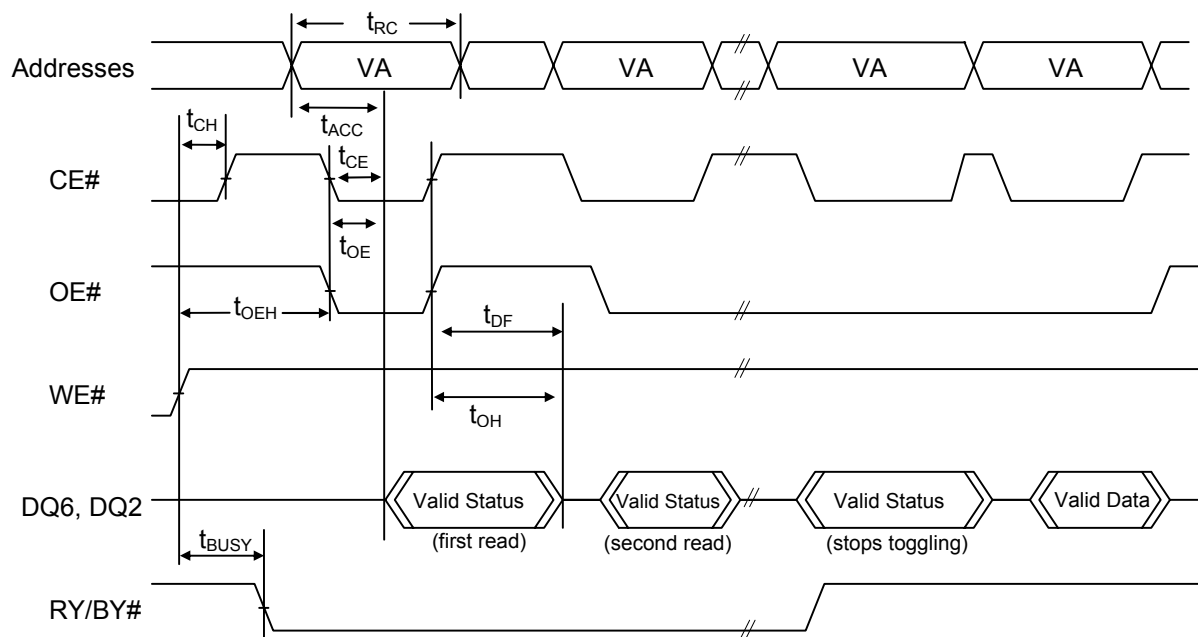 tRC
Addresses VA VA VA VA
tCH tACC
tCE
CE#
tOE
OE#
tOEH tDF
WE#
tOH
DQ6, DQ2 Valid Status Valid Status Valid Status Valid Data
(first read) (second read) (stops toggling)
tBUSY
RY/BY#